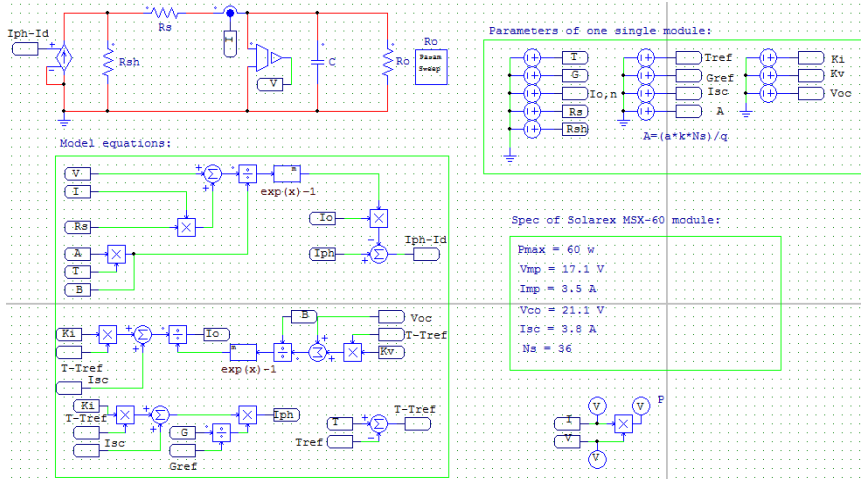 Iph-Id
Rs
I
Rsh
V
C
Ro
Ro
Param
Sweep
Parameters of one single module:
T
G
Io,n
Rs
Rsh
Tref
Gref
Isc
A
Ki
Kv
Voc
A=(a*k*Ns)/q
Model equations:
V
I
Rs
A
T
B
exp(x)-1
Io
Iph
Iph-Id
Ki
T-Tref
Isc
Io
exp(x)-1
B
Voc
T-Tref
Kv
Ki
T-Tref
Isc
G
Gref
Iph
T
Tref
T-Tref
Spec of Solarex MSX-60 module:
Pmax = 60 w
Vmp = 17.1 V
Imp = 3.5 A
Vco = 21.1 V
Isc = 3.8 A
Ns = 36
I
V
V
V
V
P